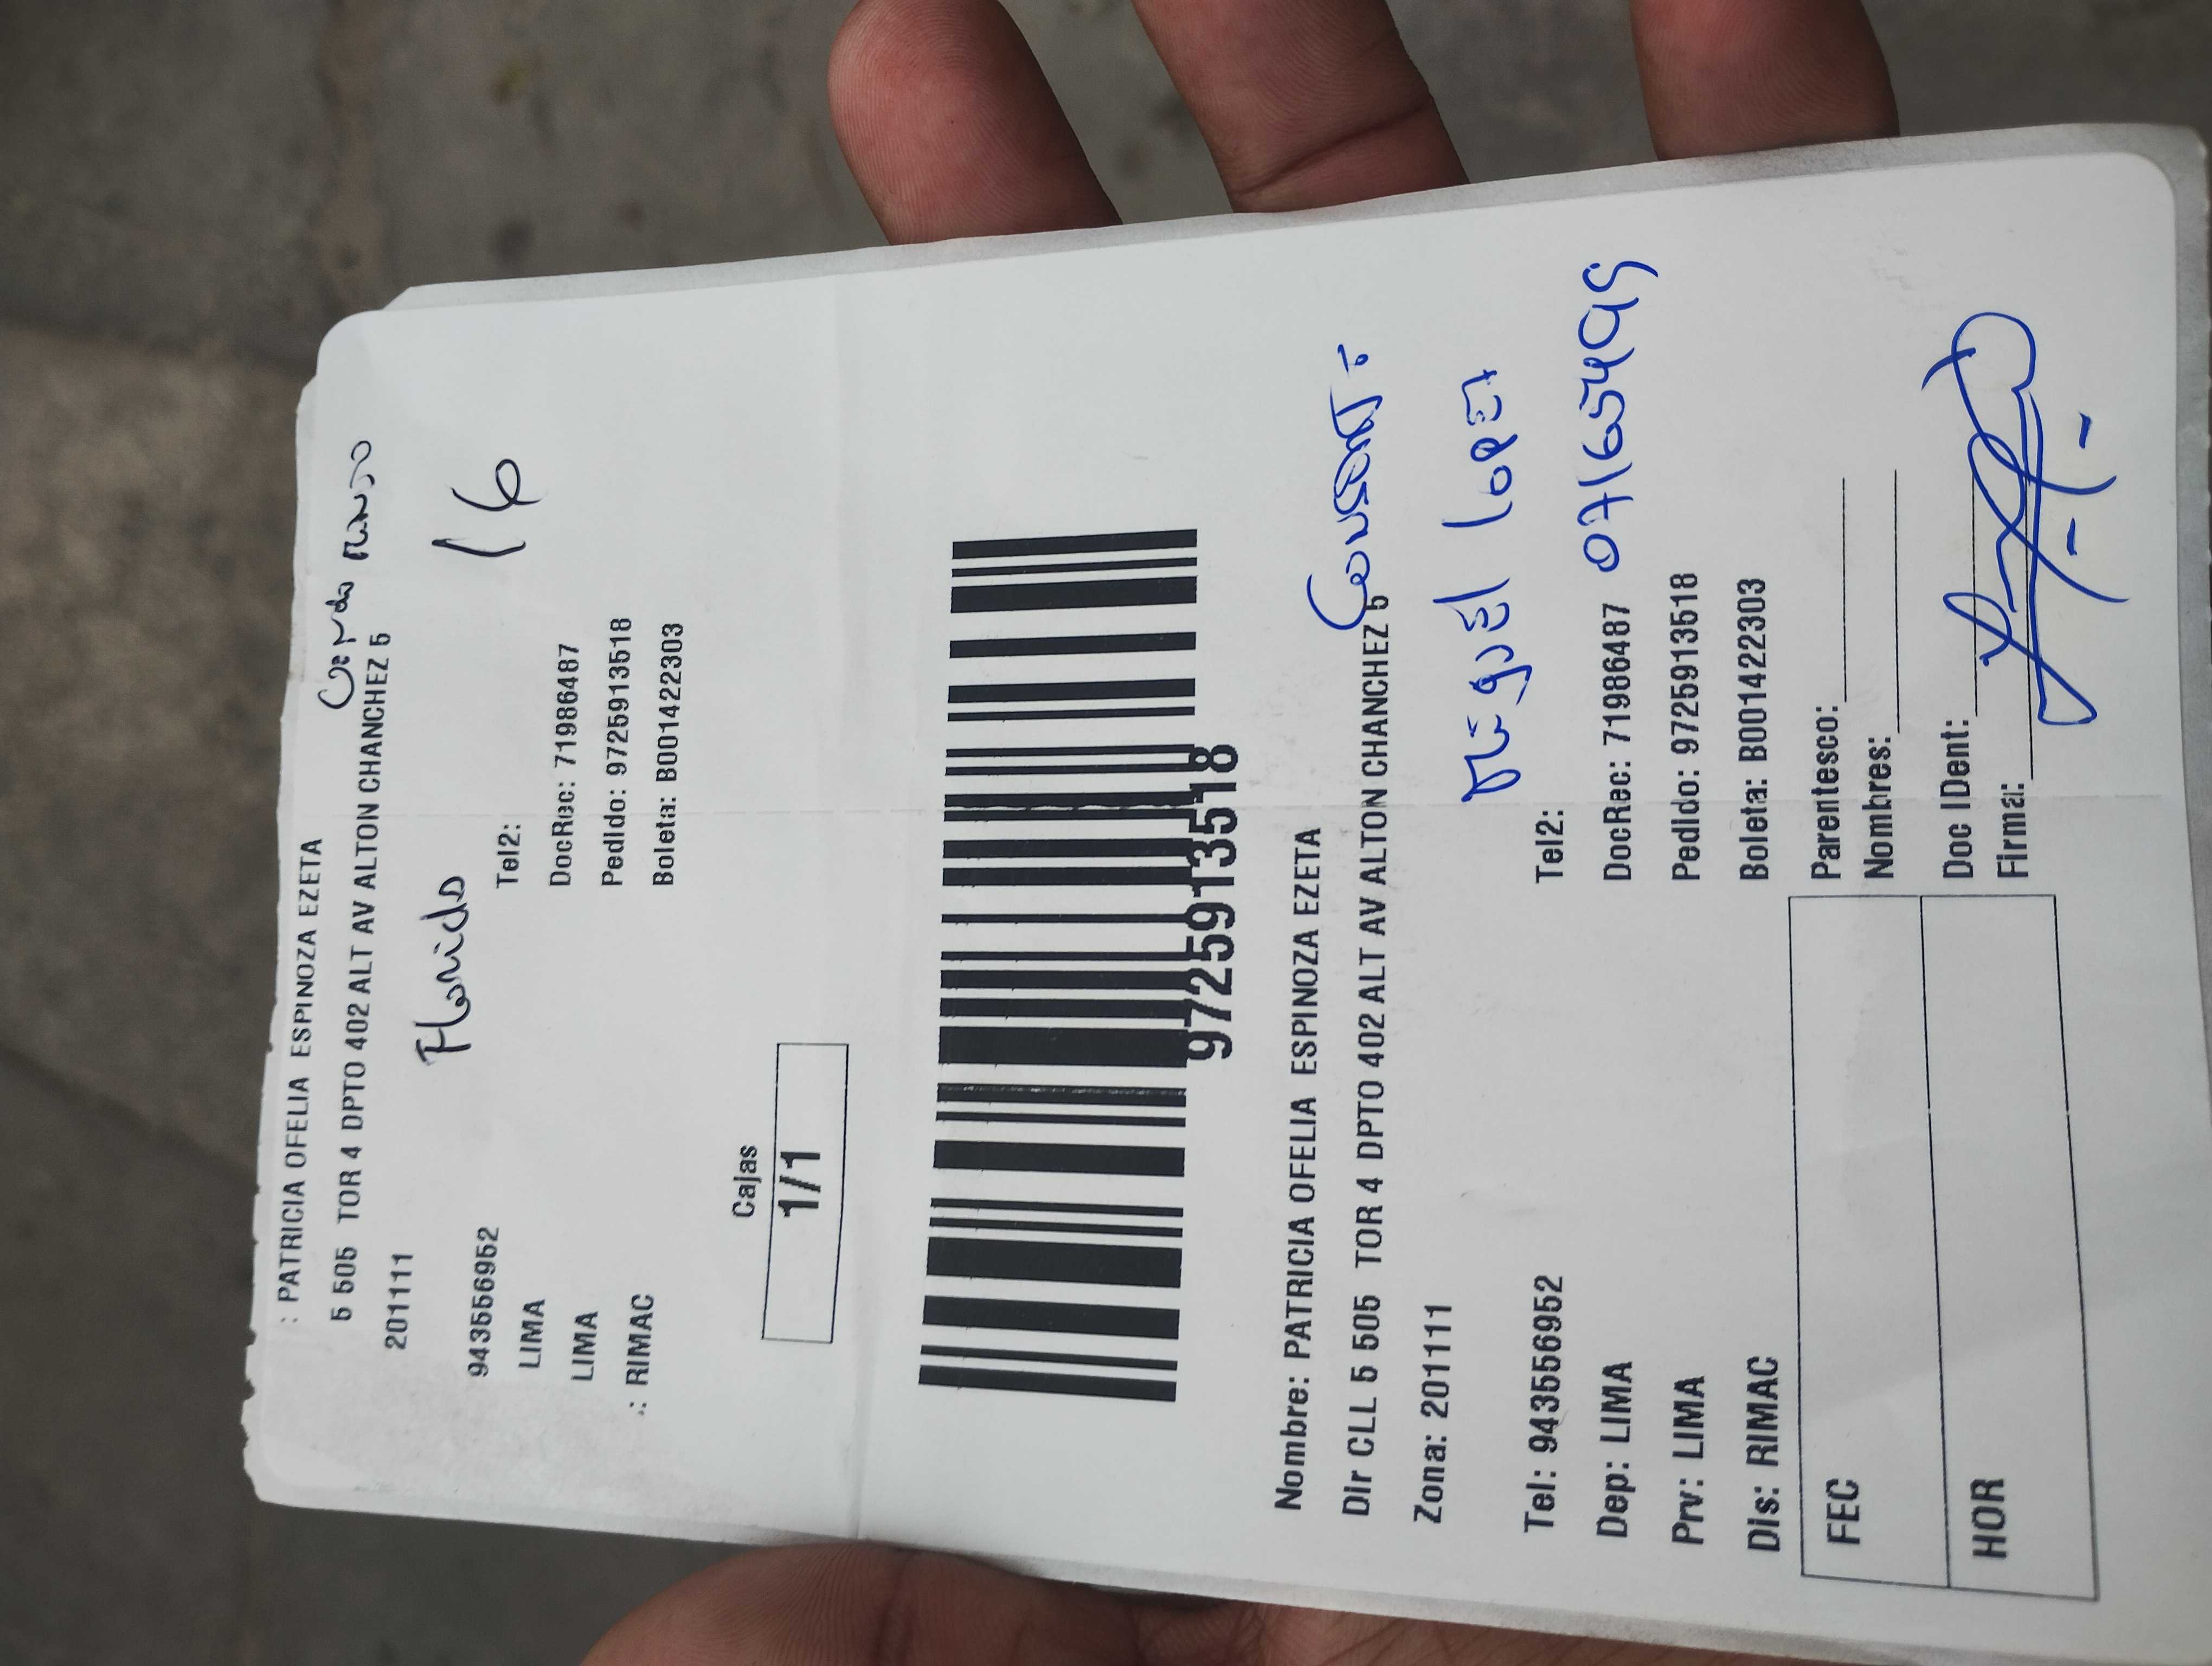 : PATRICIA OFELIA ESPINOZA EZETA
5 505 TOR 4 DPTO 402 ALT AV ALTON CHANCHEZ 5
201111
Florida
16
943556952
Tel2:
LIMA
DocRec: 71986487
LIMA
Pedido: 9725913518
.: RIMAC
Boleta: B001422303
Cajas
1/1
9725913518
Nombre: PATRICIA OFELIA ESPINOZA EZETA
Dir CLL 5 505 TOR 4 DPTO 402 ALT AV ALTON CHANCHEZ 5
Zona: 201111
Miguel Lopez
Tel: 943556952
Tel2:
07165499
Dep: LIMA
DocRec: 71986487
Prv: LIMA
Pedido: 9725913518
Dis: RIMAC
Boleta: B001422303
FEC
Parentesco:
Nombres:
HOR
Doc IDent:
Firma: